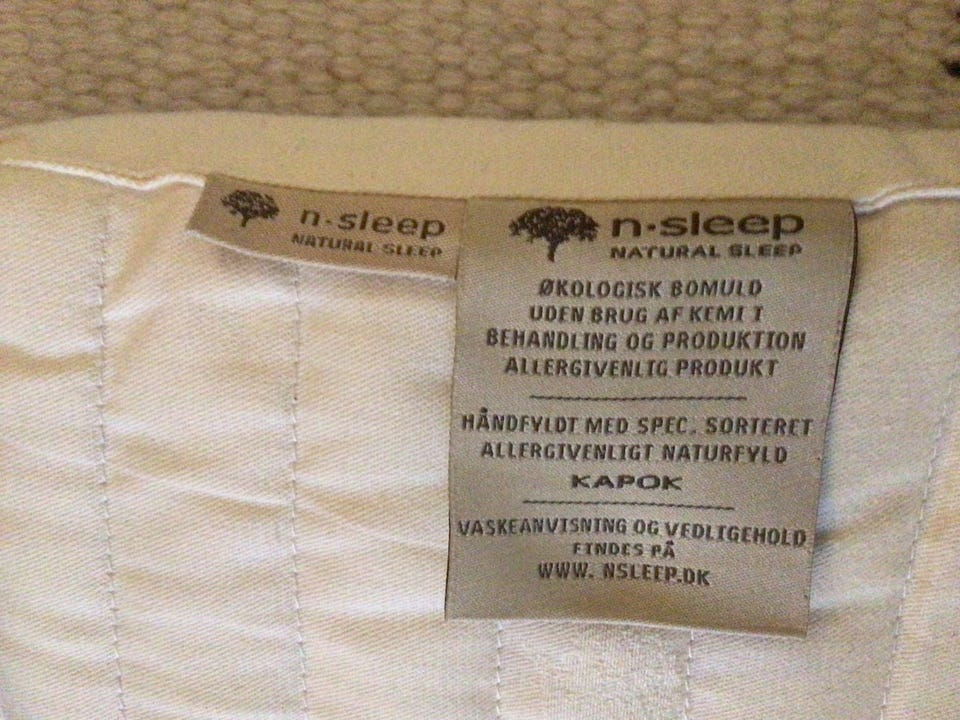 n·sleep
NATURAL SLEEP
n·sleep
NATURAL SLEEP
ØKOLOGISK BOMULD
UDEN BRUG AF KEMI I
BEHANDLING OG PRODUKTION
ALLERGIVENLIG PRODUKT
HÅNDFYLDT MED SPEC. SORTERET
ALLERGIVENLIGT NATURFYLD
KAPOK
VASKEANVISNING OG VEDLIGEHOLD
FINDES PÅ
WWW. NSLEEP.DK